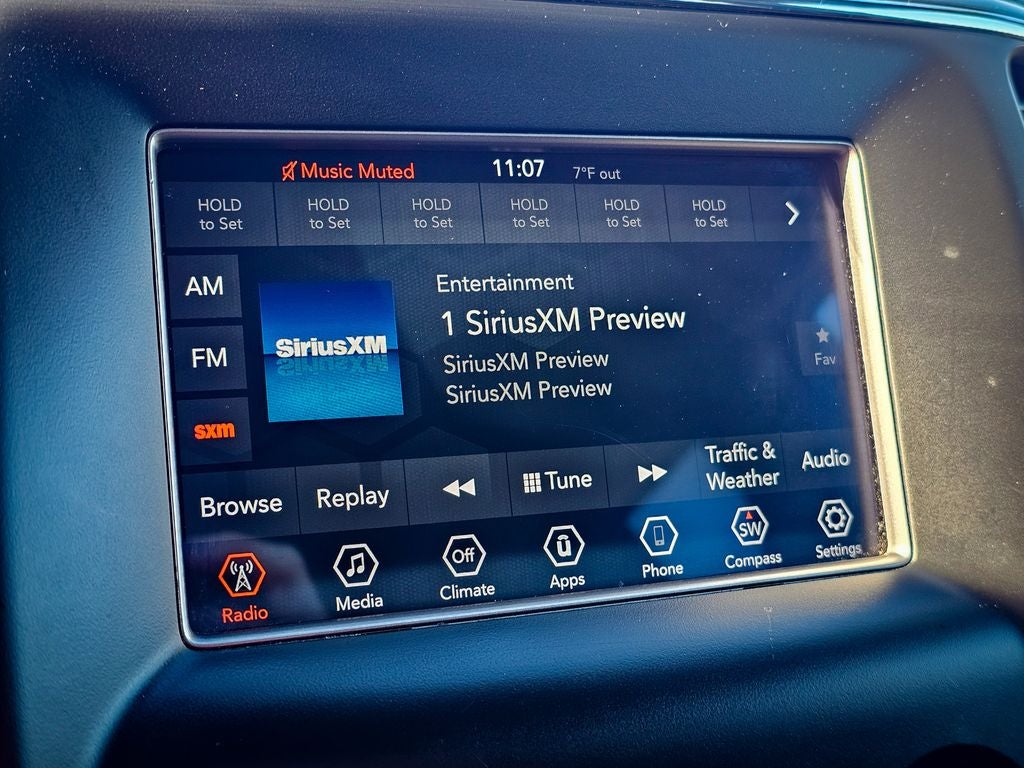 Music Muted 11:07 7°F out
HOLD HOLD HOLD HOLD HOLD HOLD
to Set to Set to Set to Set to Set to Set
AM
FM
sxm
SiriusXM
Entertainment
1 SiriusXM Preview
SiriusXM Preview
SiriusXM Preview
Fav
Browse Replay Tune Traffic & Audio
Weather
Off
SW
Radio Media Climate Apps Phone Compass Settings